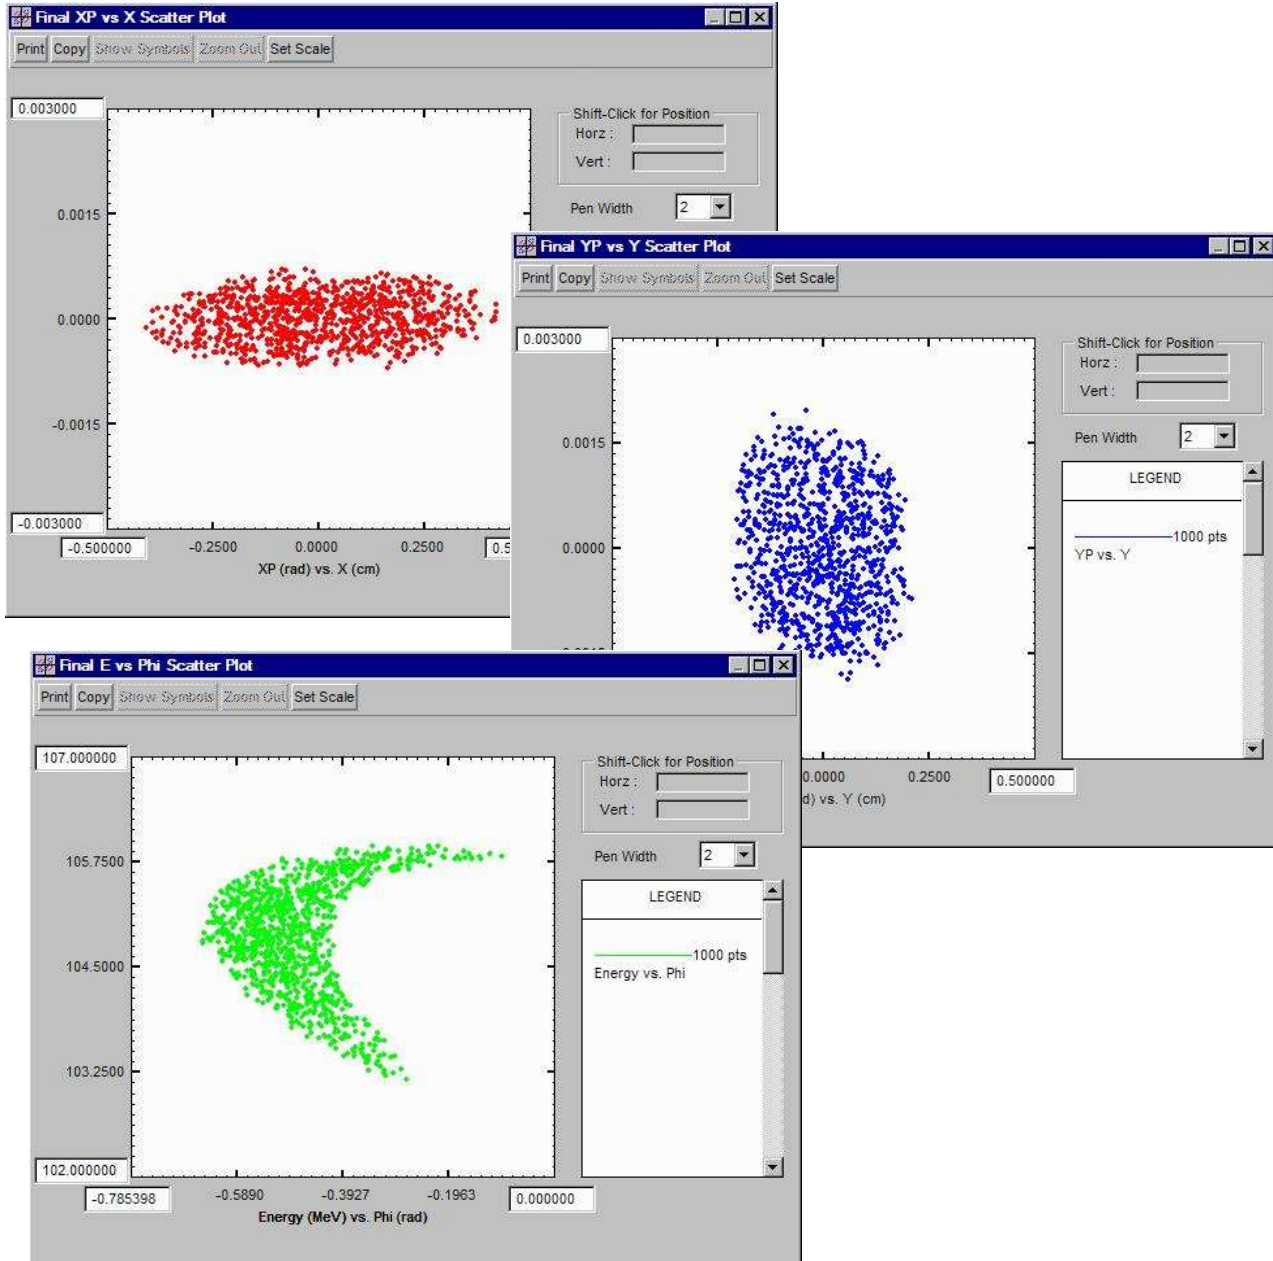 Final XP vs X Scatter Plot
Print Copy Show Symbols Zoom Out Set Scale
0.003000
0.0015
0.0000
-0.0015
-0.003000
-0.500000 -0.2500 0.0000 0.2500 0.5
XP (rad) vs. X (cm)
Shift-Click for Position
Horz :
Vert :
Pen Width 2
Final YP vs Y Scatter Plot
Print Copy Show Symbols Zoom Out Set Scale
0.003000
0.0015
0.0000
0.0000 0.2500 0.500000
d) vs. Y (cm)
Shift-Click for Position
Horz :
Vert :
Pen Width 2
LEGEND
1000 pts
YP vs. Y
Final E vs Phi Scatter Plot
Print Copy Show Symbols Zoom Out Set Scale
107.000000
105.7500
104.5000
103.2500
102.000000
-0.785398 -0.5890 -0.3927 -0.1963 0.000000
Energy (MeV) vs. Phi (rad)
Shift-Click for Position
Horz :
Vert :
Pen Width 2
LEGEND
1000 pts
Energy vs. Phi